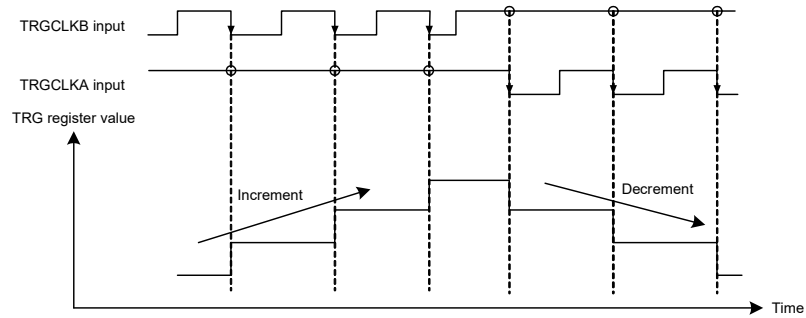 TRGCLKB input
TRGCLKA input
TRG register value
Increment
Decrement
Time